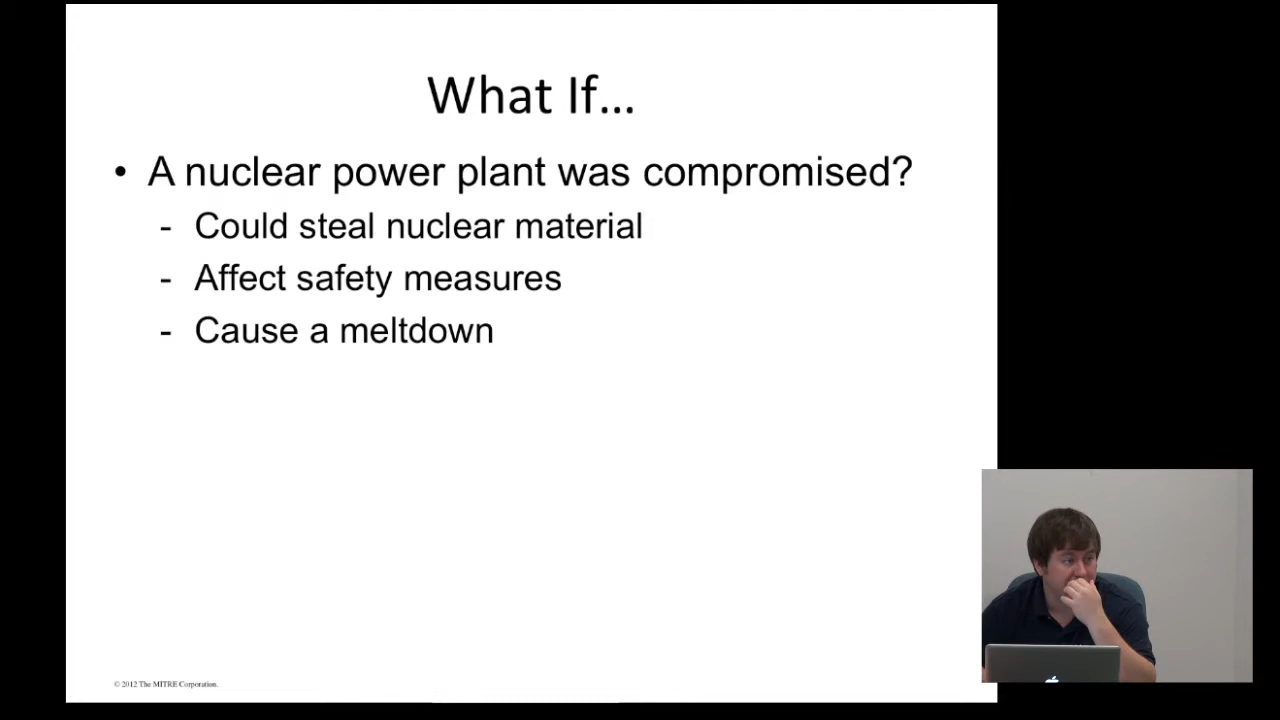 What If...
• A nuclear power plant was compromised?
- Could steal nuclear material
- Affect safety measures
- Cause a meltdown
© 2012 The MITRE Corporation.